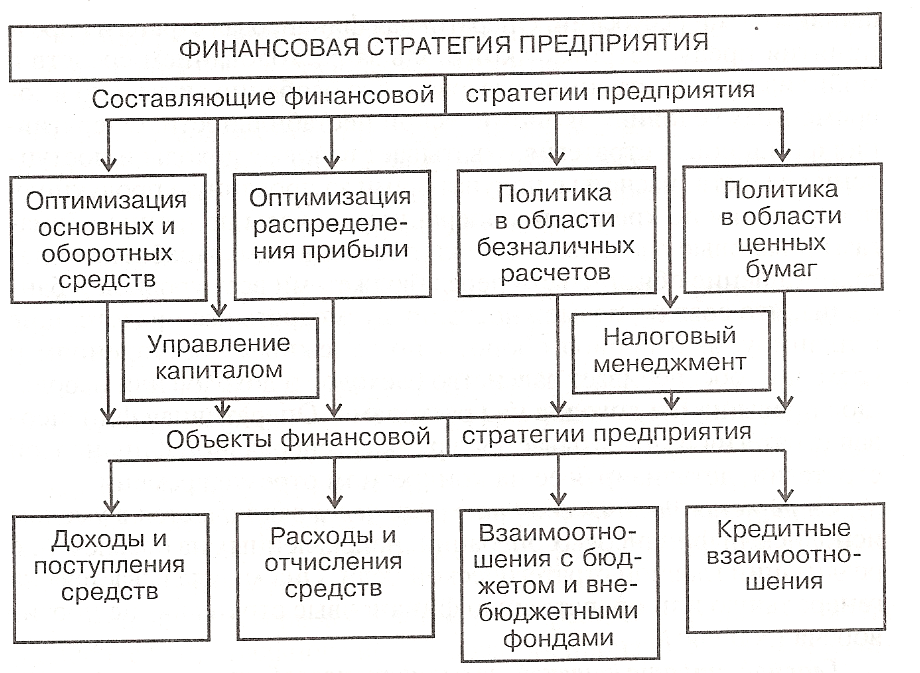 ФИНАНСОВАЯ СТРАТЕГИЯ ПРЕДПРИЯТИЯ
Составляющие финансовой стратегии предприятия
Оптимизация
основных и
оборотных
средств
Оптимизация
распределе-
ния прибыли
Политика
в области
безналичных
расчетов
Политика
в области
ценных
бумаг
Управление
капиталом
Налоговый
менеджмент
Объекты финансовой стратегии предприятия
Доходы и
поступления
средств
Расходы и
отчисления
средств
Взаимоотно-
шения с бюд-
жетом и вне-
бюджетными
фондами
Кредитные
взаимоотно-
шения